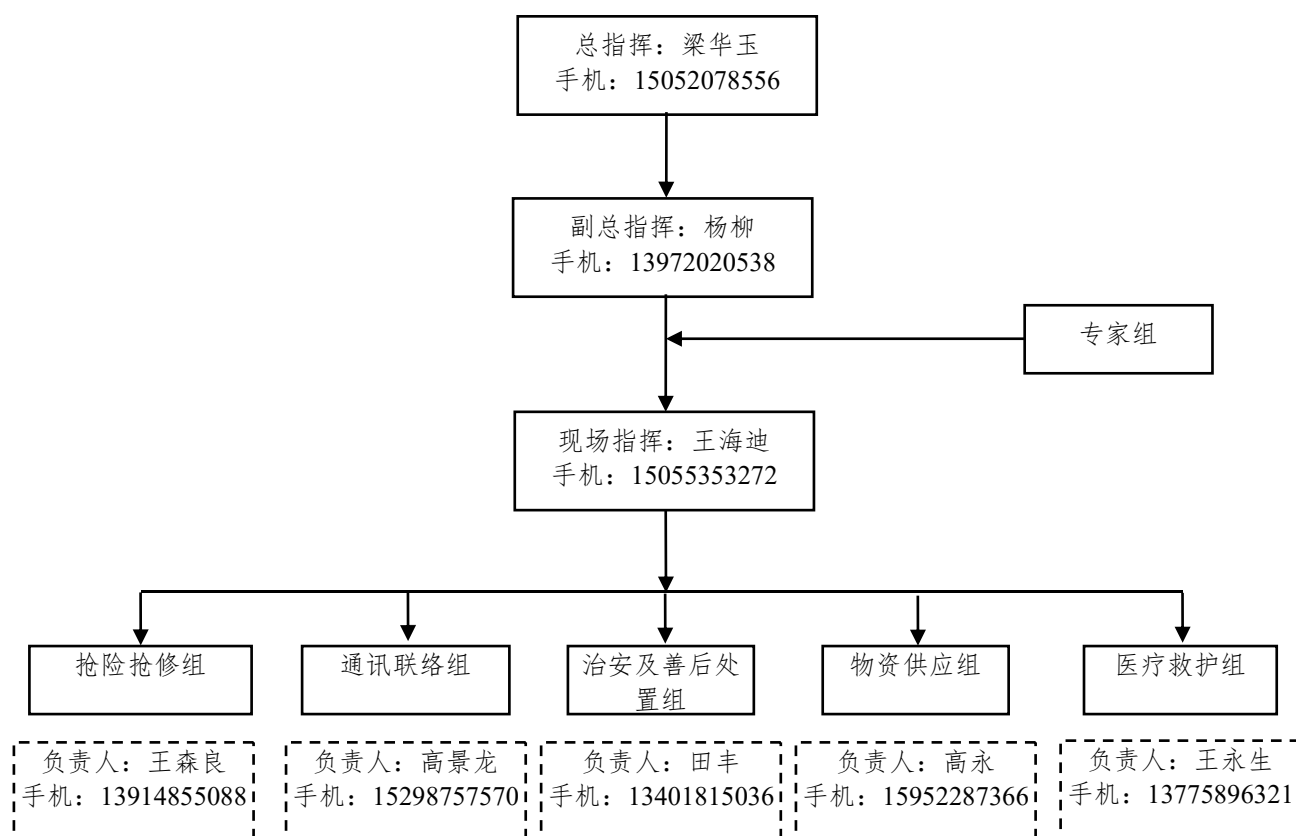 总指挥：梁华玉
手机：15052078556
副总指挥：杨柳
手机：13972020538
专家组
现场指挥：王海迪
手机：15055353272
抢险抢修组
通讯联络组
治安及善后处
置组
物资供应组
医疗救护组
负责人：王森良
手机：13914855088
负责人：高景龙
手机：15298757570
负责人：田丰
手机：13401815036
负责人：高永
手机：15952287366
负责人：王永生
手机：13775896321